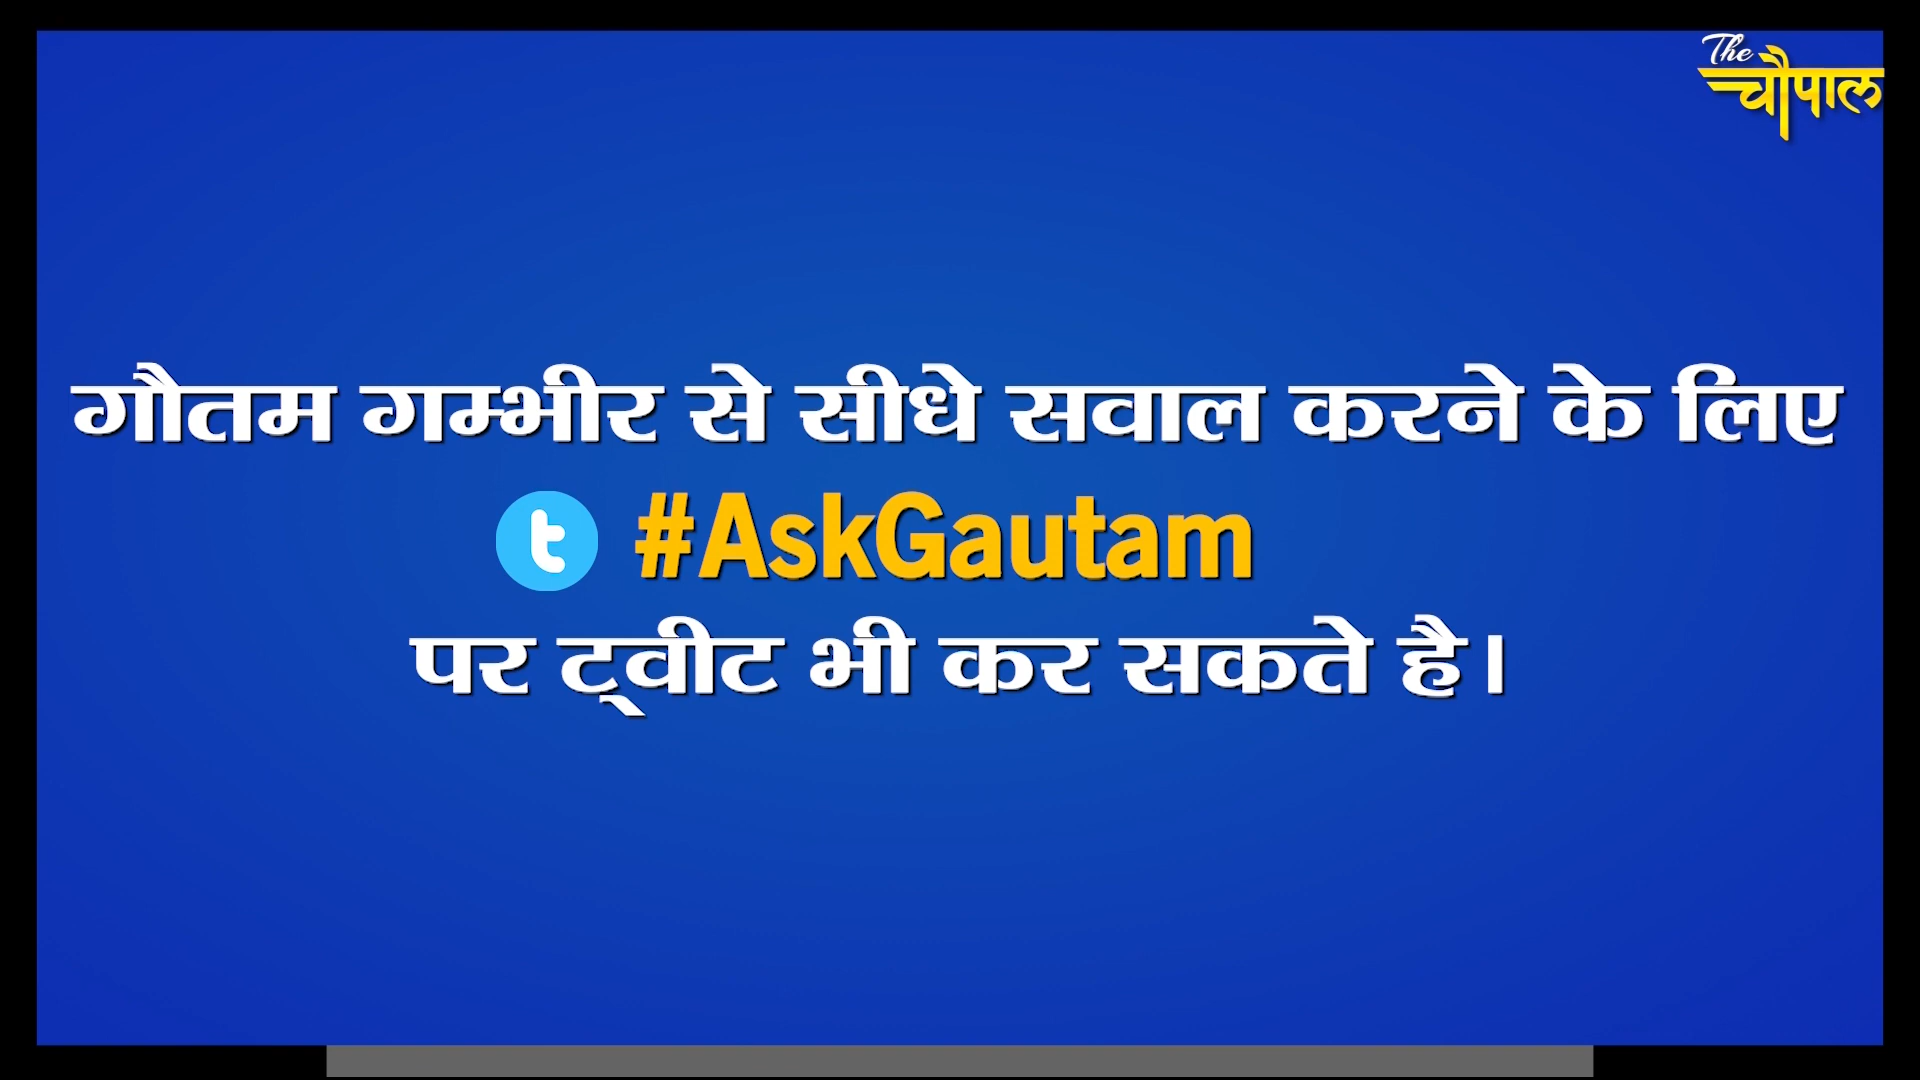 The
चौपाल
गौतम गम्भीर से सीधे सवाल करने के लिए
t #AskGautam
पर ट्वीट भी कर सकते है।